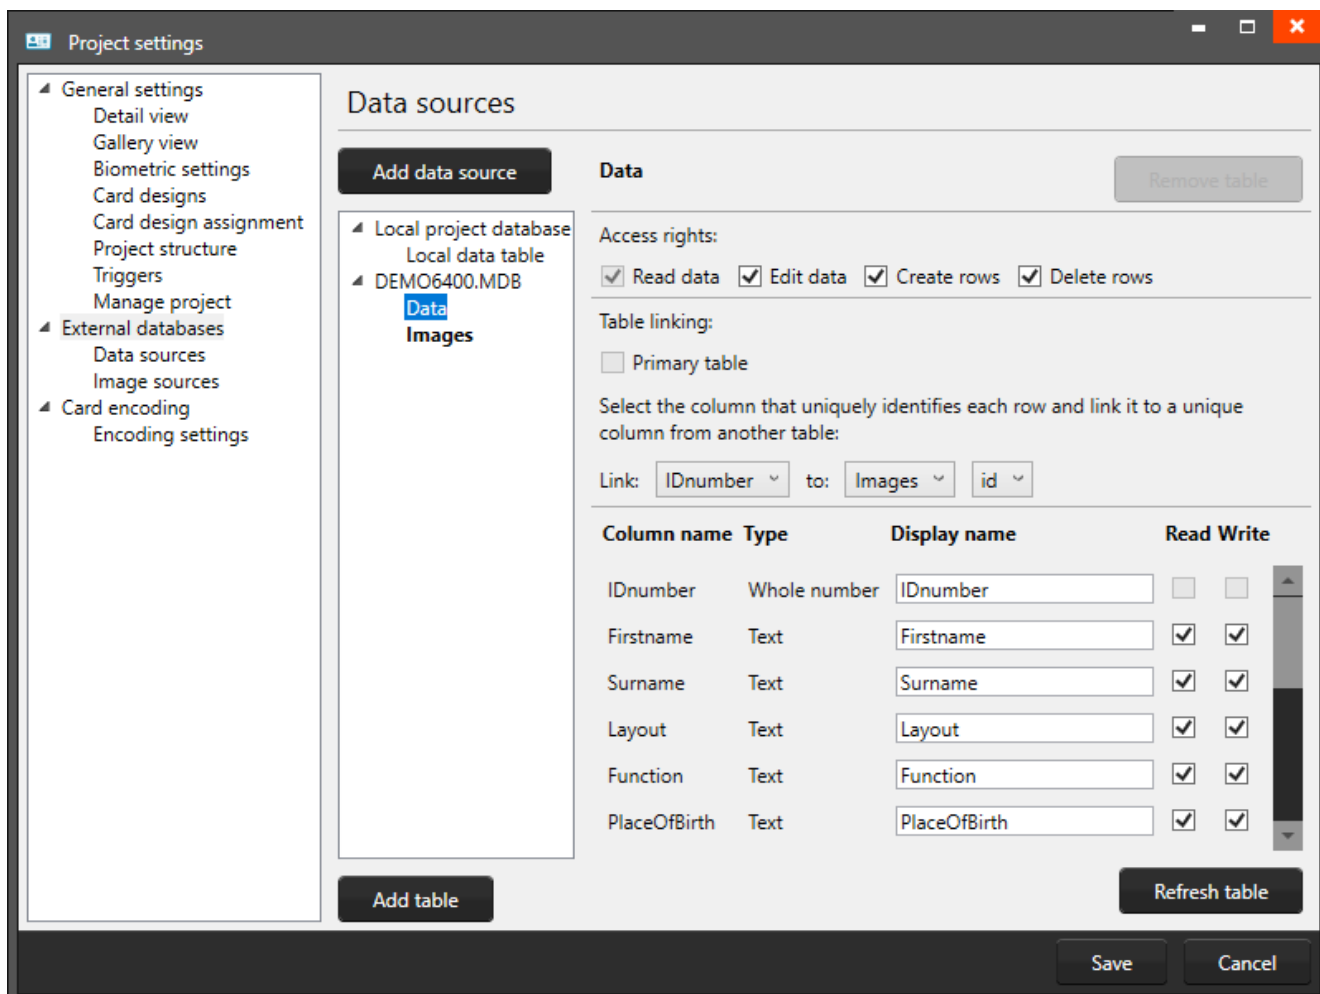 Project settings
General settings
Detail view
Gallery view
Biometric settings
Card designs
Card design assignment
Project structure
Triggers
Manage project
External databases
Data sources
Image sources
Card encoding
Encoding settings
Data sources
Add data source
Local project database
Local data table
DEMO6400.MDB
Data
Images
Add table
Data
Remove table
Access rights:
Read data Edit data Create rows Delete rows
Table linking:
Primary table
Select the column that uniquely identifies each row and link it to a unique
column from another table:
Link: IDnumber to: Images id
Column name Type Display name Read Write
IDnumber Whole number IDnumber
Firstname Text Firstname
Surname Text Surname
Layout Text Layout
Function Text Function
PlaceOfBirth Text PlaceOfBirth
Refresh table
Save Cancel